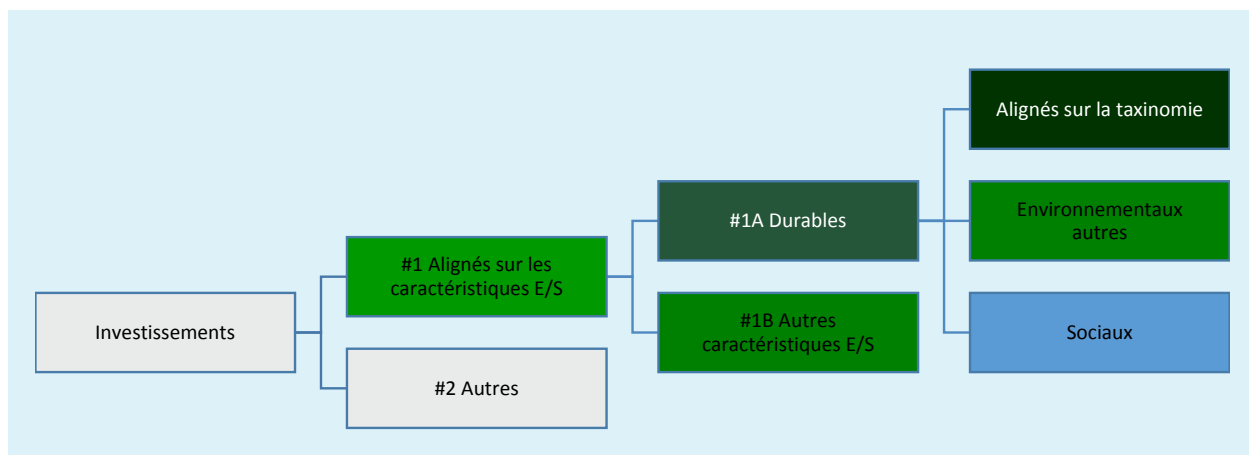 Alignés sur la taxinomie
#1A Durables
Environnementaux
autres
#1 Alignés sur les
caractéristiques E/S
Investissements
#1B Autres
caractéristiques E/S
Sociaux
#2 Autres